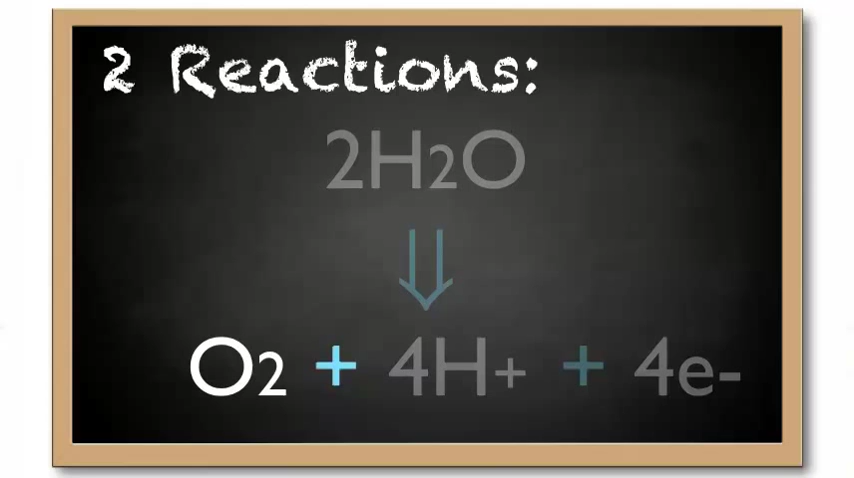 2 Reactions:
2H2O
⇓
O2 + 4H+ + 4e-